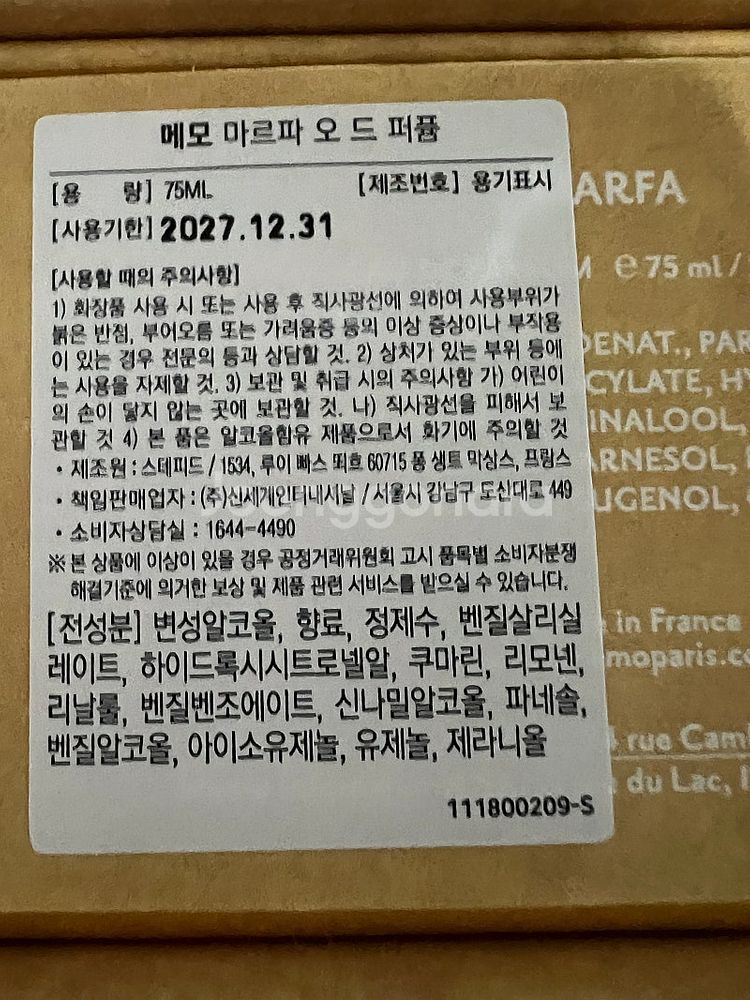 메모 마르파 오 드 퍼퓸
[용 량] 75ML [제조번호] 용기표시
[사용기한] 2027.12.31
[사용할 때의 주의사항]
1) 화장품 사용 시 또는 사용 후 직사광선에 의하여 사용부위가
붉은 반점, 부어오름 또는 가려움증 등의 이상 증상이나 부작용
이 있는 경우 전문의 등과 상담할 것. 2) 상처가 있는 부위 등에
는 사용을 자제할 것. 3) 보관 및 취급 시의 주의사항 가) 어린이
의 손이 닿지 않는 곳에 보관할 것. 나) 직사광선을 피해서 보
관할 것 4) 본 품은 알코올함유 제품으로서 화기에 주의할 것
• 제조원 : 스테피드 / 1534, 루이 빠스 뙤흐 60715 퐁 생트 막상스, 프랑스
• 책임판매업자 : (주)신세계인터내셔날 / 서울시 강남구 도산대로 449
• 소비자상담실 : 1644-4490
※ 본 상품에 이상이 있을 경우 공정거래위원회 고시 품목별 소비자분쟁
해결기준에 의거한 보상 및 제품 관련 서비스를 받으실 수 있습니다.
[전성분] 변성알코올, 향료, 정제수, 벤질살리실
레이트, 하이드록시시트로넬알, 쿠마린, 리모넨,
리날룰, 벤질벤조에이트, 신나밀알코올, 파네솔,
벤질알코올, 아이소유제놀, 유제놀, 제라니올
111800209-S
ARFA
M e 75 ml /
DENAT., PAR
CYLATE, HY
INALOOL,
ARNESOL,
UGENOL,
in France
moparis.co
rue Cam
du Lac,